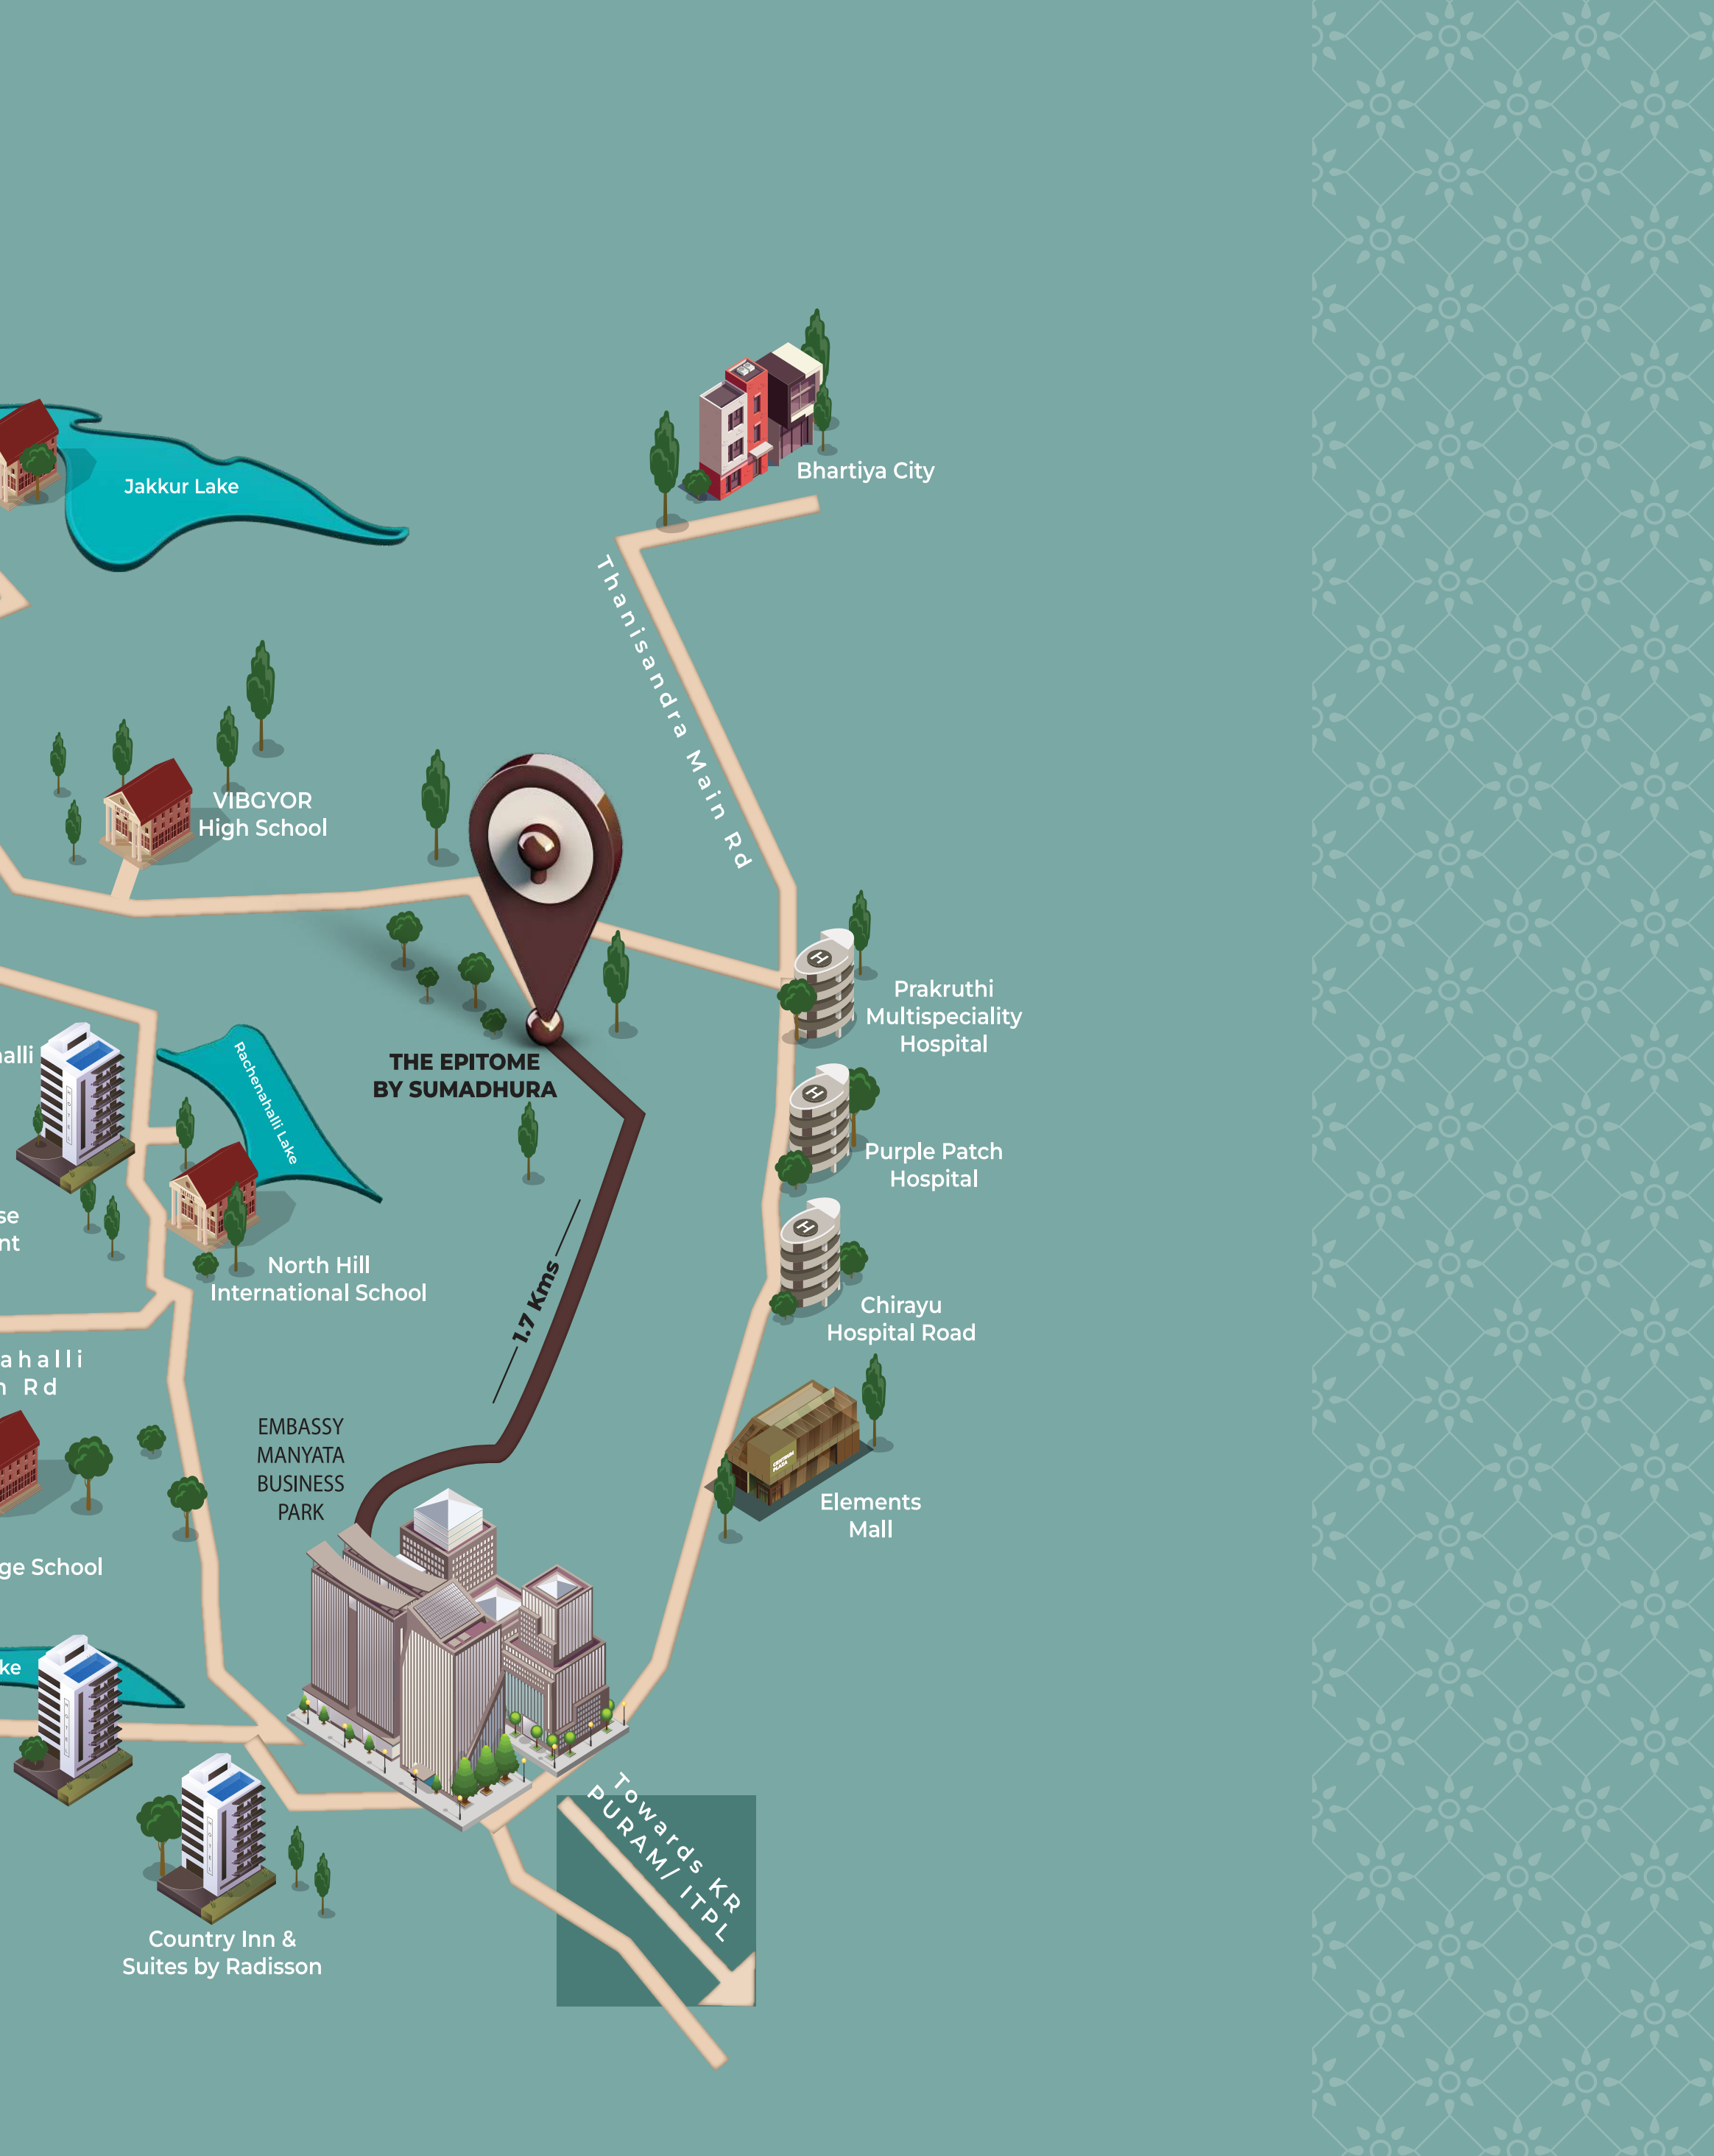 Bhartiya City
Jakkur Lake
Thanisandra Main Rd
VIBGYOR
High School
Prakruthi
Multispeciality
Hospital
THE EPITOME
BY SUMADHURA
alli
Rachenahalli Lake
Purple Patch
Hospital
se
nt
North Hill
International School
1.7 Kms
Chirayu
Hospital Road
ahalli
Rd
EMBASSY
MANYATA
BUSINESS
PARK
Elements
Mall
ge School
ke
Towards KR
PURAM/ ITPL
Country Inn &
Suites by Radisson